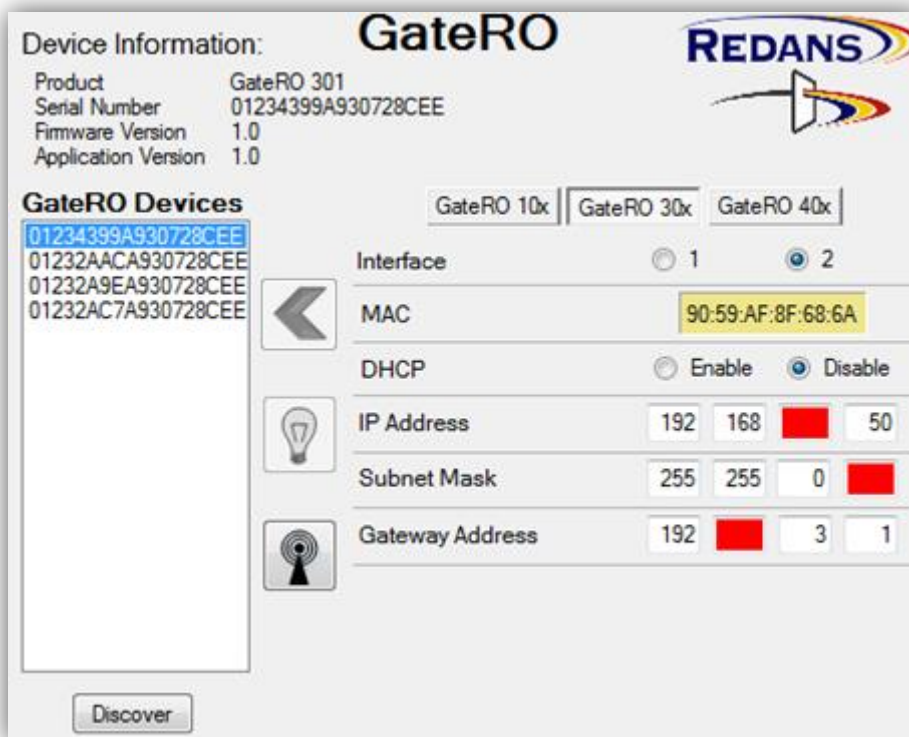 GateRO
REDANS
Device Information:
Product GateRO 301
Serial Number 01234399A930728CEE
Firmware Version 1.0
Application Version 1.0
GateRO Devices
01234399A930728CEE
01232AACA930728CEE
01232A9EA930728CEE
01232AC7A930728CEE
Discover
GateRO 10x GateRO 30x GateRO 40x
Interface 1 2
MAC 90:59:AF:8F:68:6A
DHCP Enable Disable
IP Address 192 168 50
Subnet Mask 255 255 0
Gateway Address 192 3 1